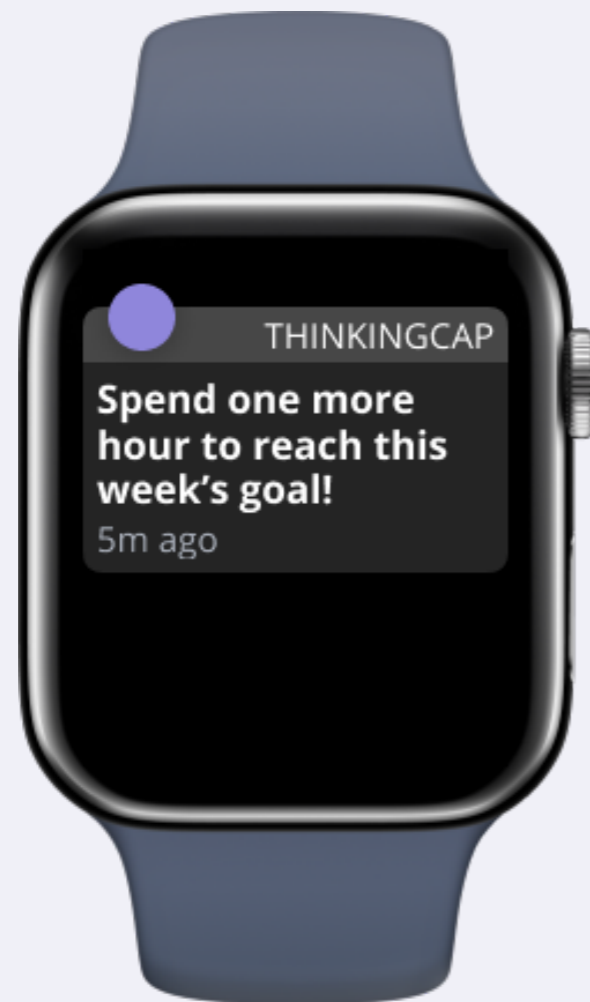 THINKINGCAP
Spend one more
hour to reach this
week’s goal!
5m ago